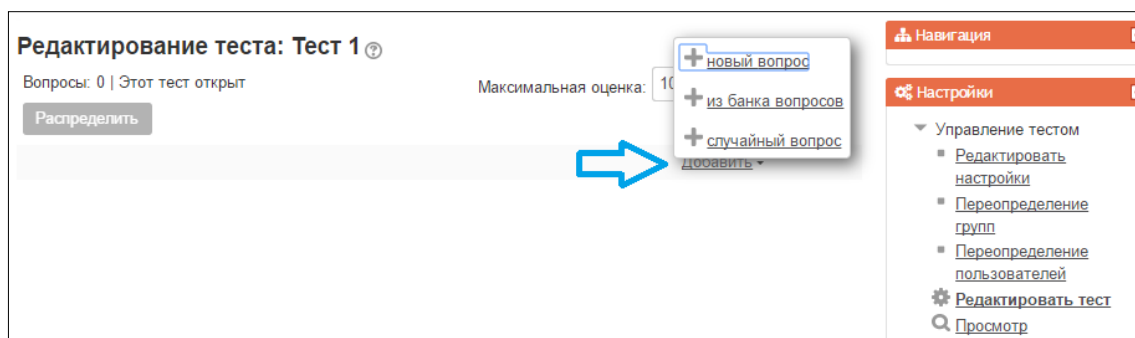 Редактирование теста: Тест 1
Вопросы: 0 | Этот тест открыт
Максимальная оценка: 10
Распределить
новый вопрос
из банка вопросов
случайный вопрос
Добавить
Навигация
Настройки
Управление тестом
Редактировать
настройки
Переопределение
групп
Переопределение
пользователей
Редактировать тест
Просмотр